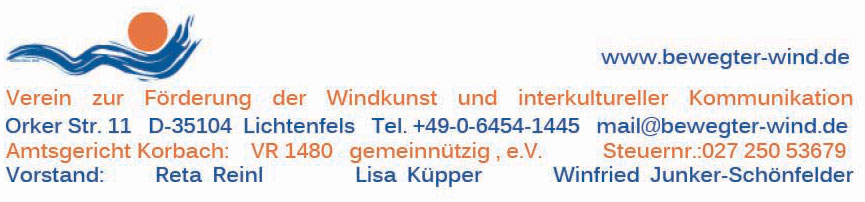 www.bewegter-wind.de
Verein zur Förderung der Windkunst und interkultureller Kommunikation
Orker Str. 11 D-35104 Lichtenfels Tel. +49-0-6454-1445 mail@bewegter-wind.de
Amtsgericht Korbach: VR 1480 gemeinnützig , e.V. Steuernr.:027 250 53679
Vorstand: Reta Reinl Lisa Küpper Winfried Junker-Schönfelder